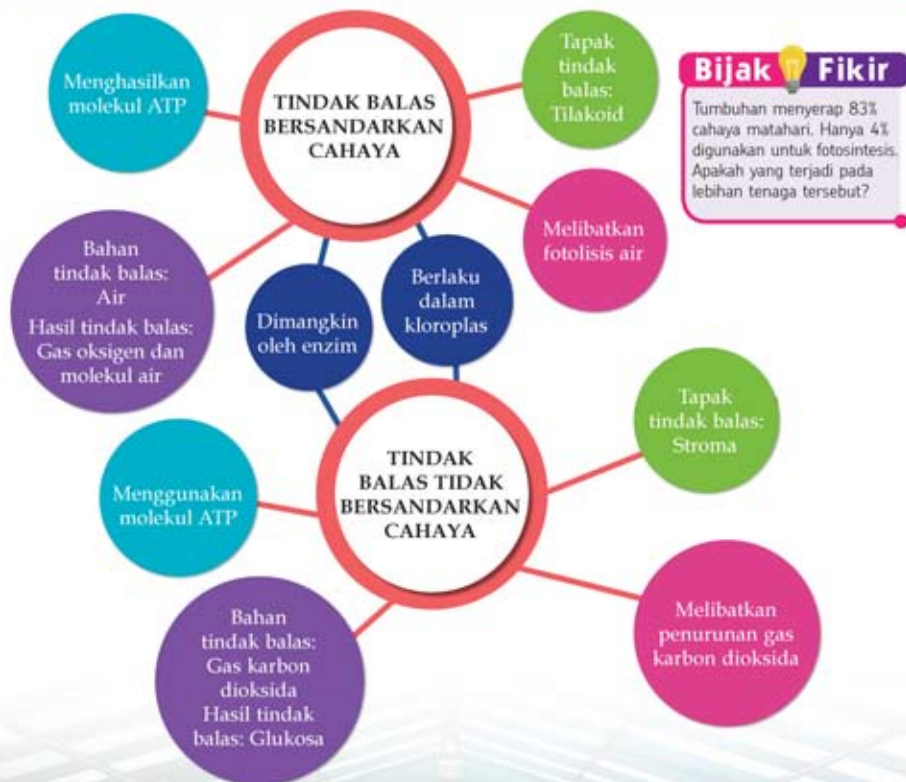 Menghasilkan
molekul ATP
TINDAK BALAS
BERSANDARKAN
CAHAYA
Tapak
tindak
balas:
Tilakoid
Bijak Fikir
Tumbuhan menyerap 83%
cahaya matahari. Hanya 4%
digunakan untuk fotosintesis.
Apakah yang terjadi pada
lebihan tenaga tersebut?
Bahan
tindak balas:
Air
Hasil tindak balas:
Gas oksigen dan
molekul air
Dimangkin
oleh enzim
Berlaku
dalam
kloroplas
Melibatkan
fotolisis air
Menggunakan
molekul ATP
TINDAK
BALAS TIDAK
BERSANDARKAN
CAHAYA
Tapak
tindak balas:
Stroma
Bahan
tindak balas:
Gas karbon
dioksida
Hasil tindak
balas: Glukosa
Melibatkan
penurunan gas
karbon dioksida